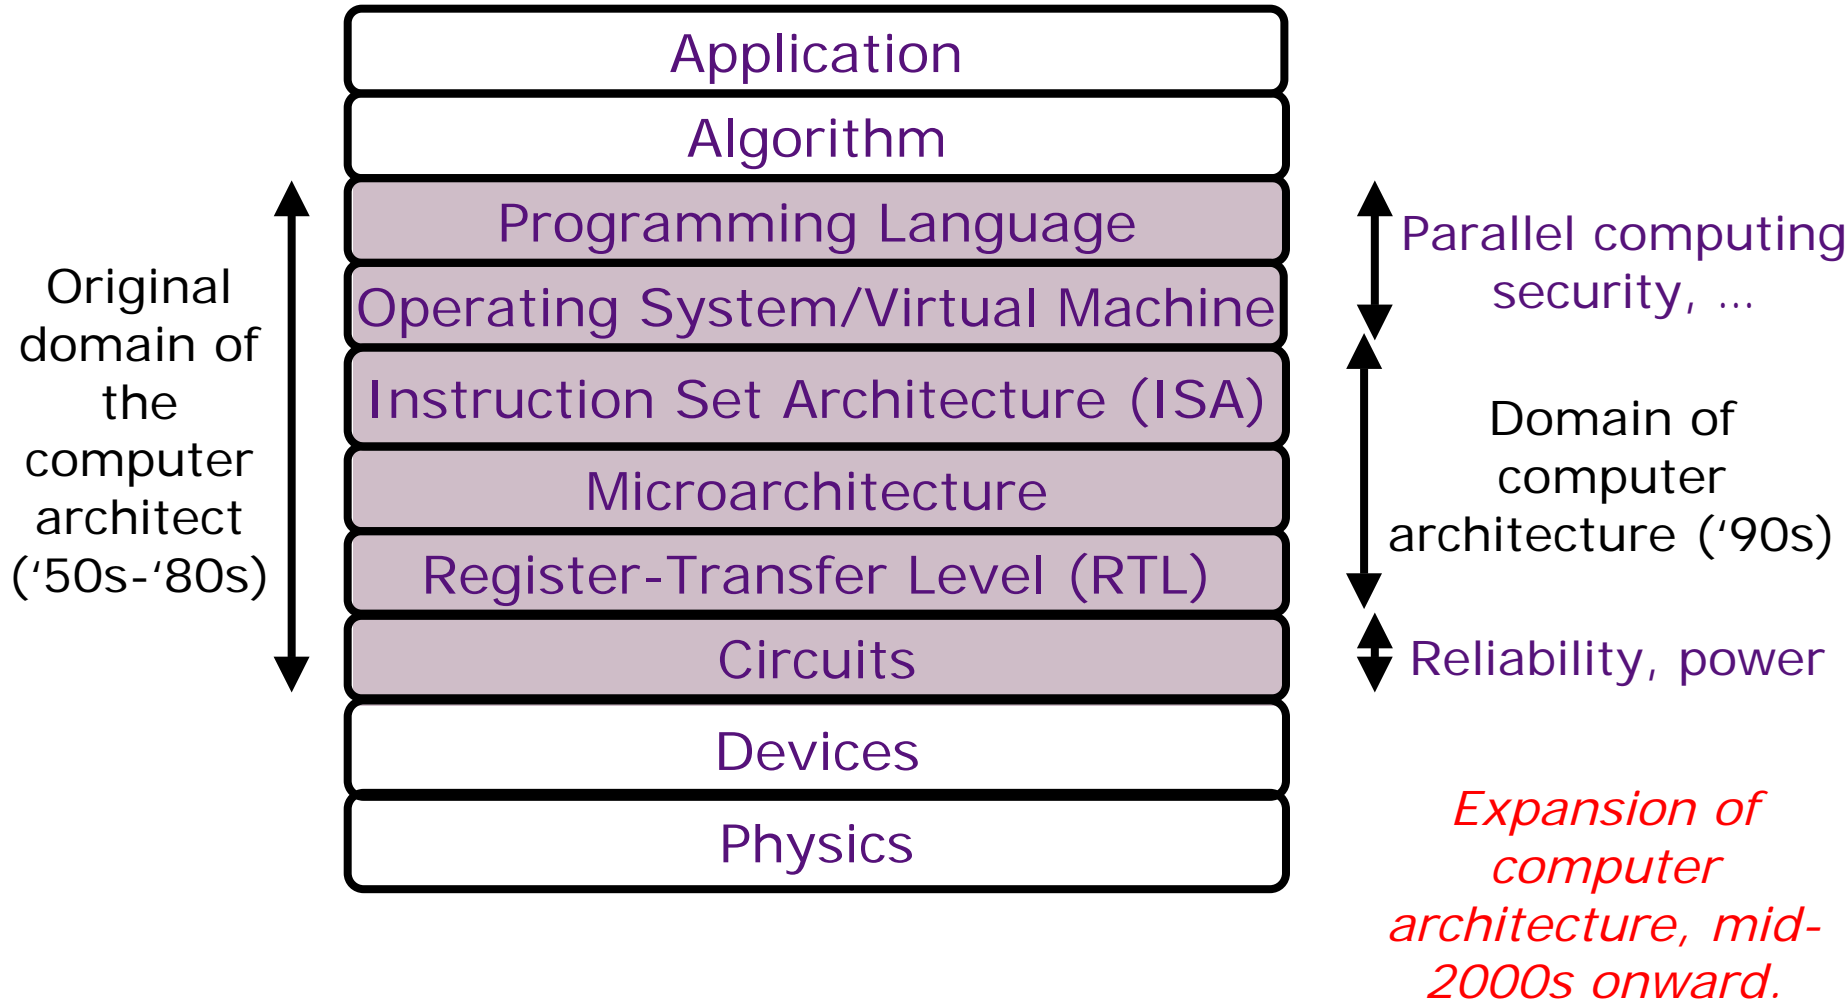 Application
Algorithm
Programming Language
Operating System/Virtual Machine
Instruction Set Architecture (ISA)
Microarchitecture
Register-Transfer Level (RTL)
Circuits
Devices
Physics
Original
domain of
the
computer
architect
(‘50s-‘80s)
Parallel computing
security, …
Domain of
computer
architecture (‘90s)
Reliability, power
Expansion of
computer
architecture, mid-
2000s onward.